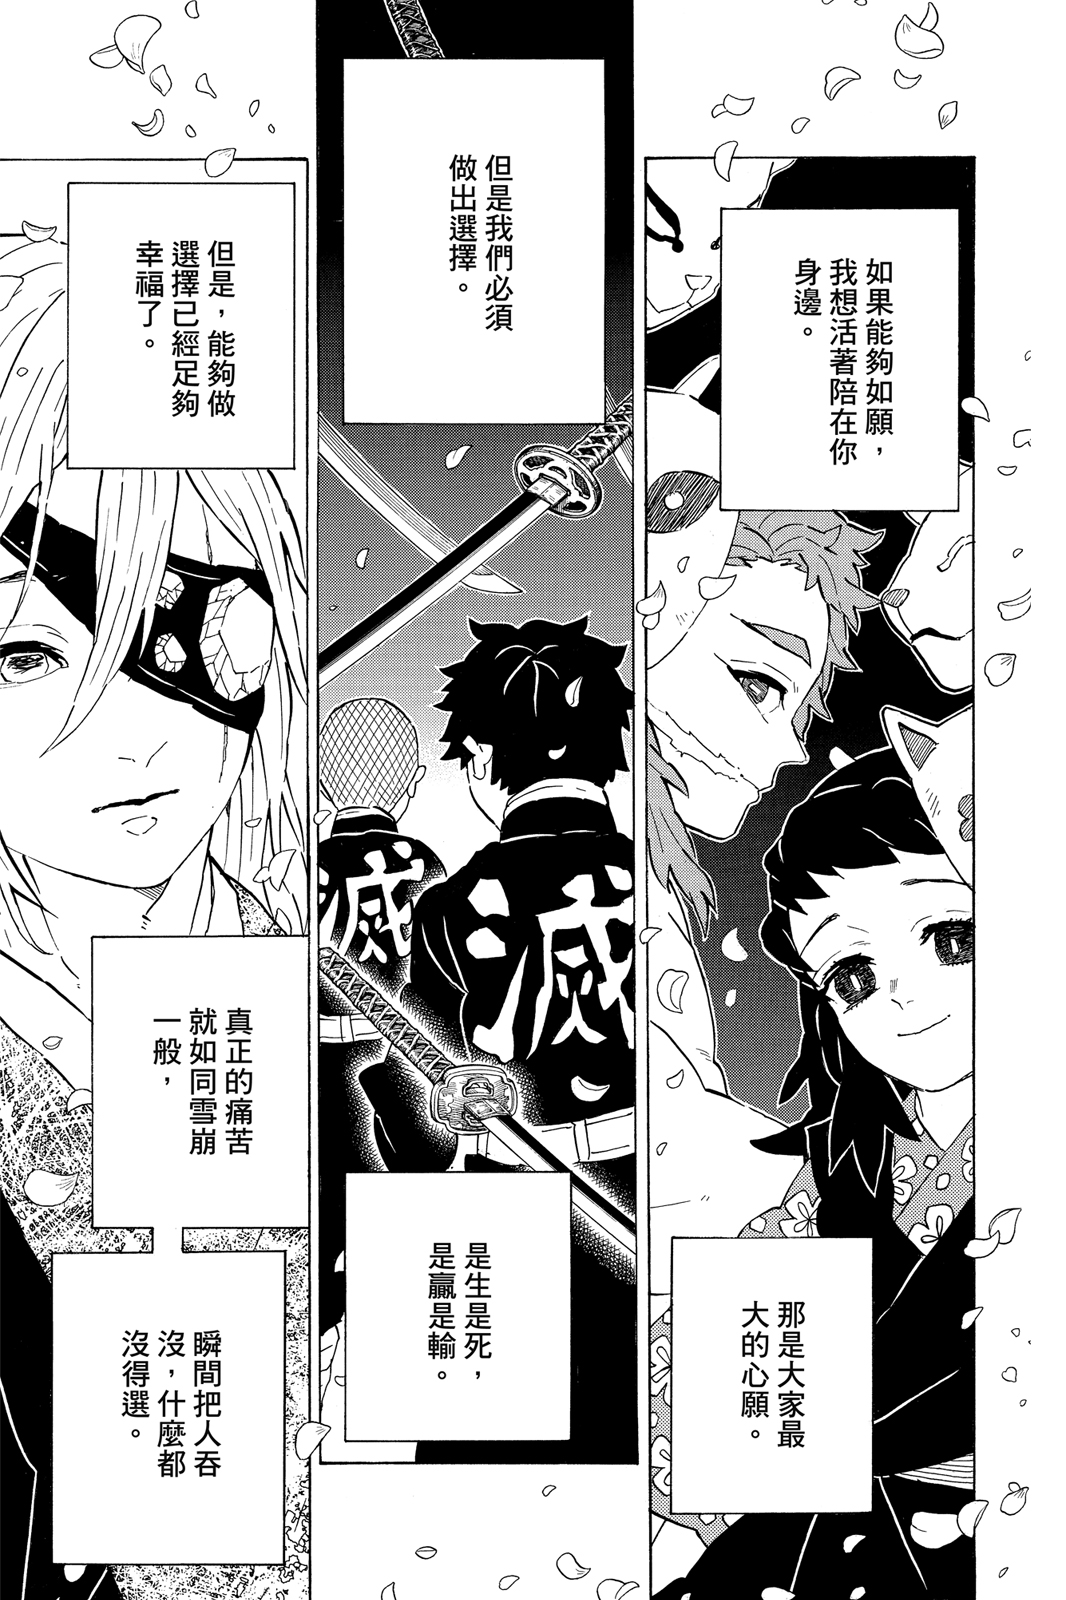 如果能夠如願，
我想活著陪在你
身邊。
那是大家最
大的心願。
但是我們必須
做出選擇。
滅
滅
是生是死，
是贏是輸。
但是，能夠做
選擇已經足夠
幸福了。
真正的痛苦
就如同雪崩
一般，
瞬間把人吞
沒，什麼都
沒得選。